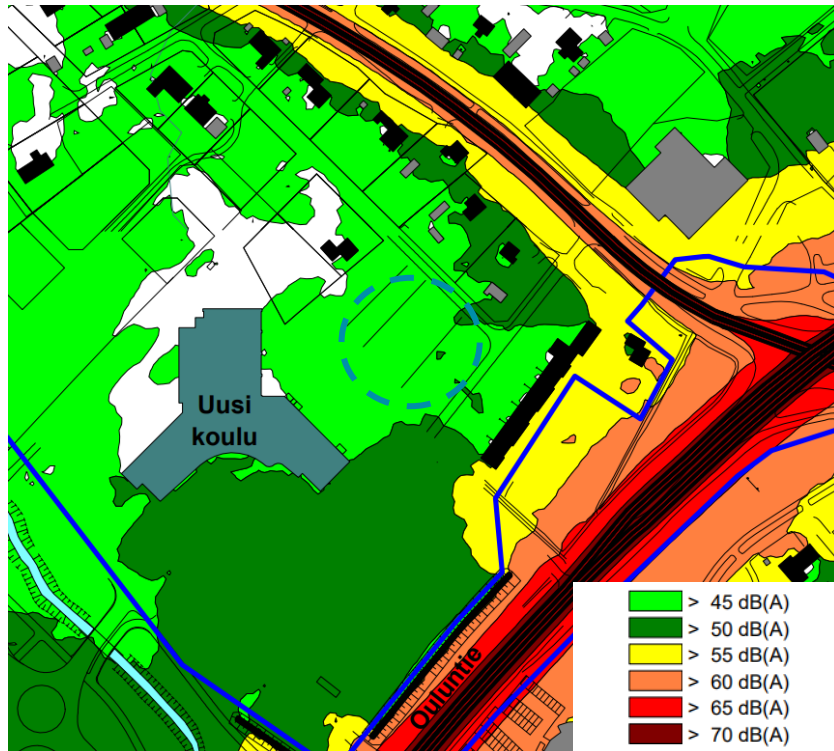 Uusi
koulu
Ouluntie
> 45 dB(A)
> 50 dB(A)
> 55 dB(A)
> 60 dB(A)
> 65 dB(A)
> 70 dB(A)